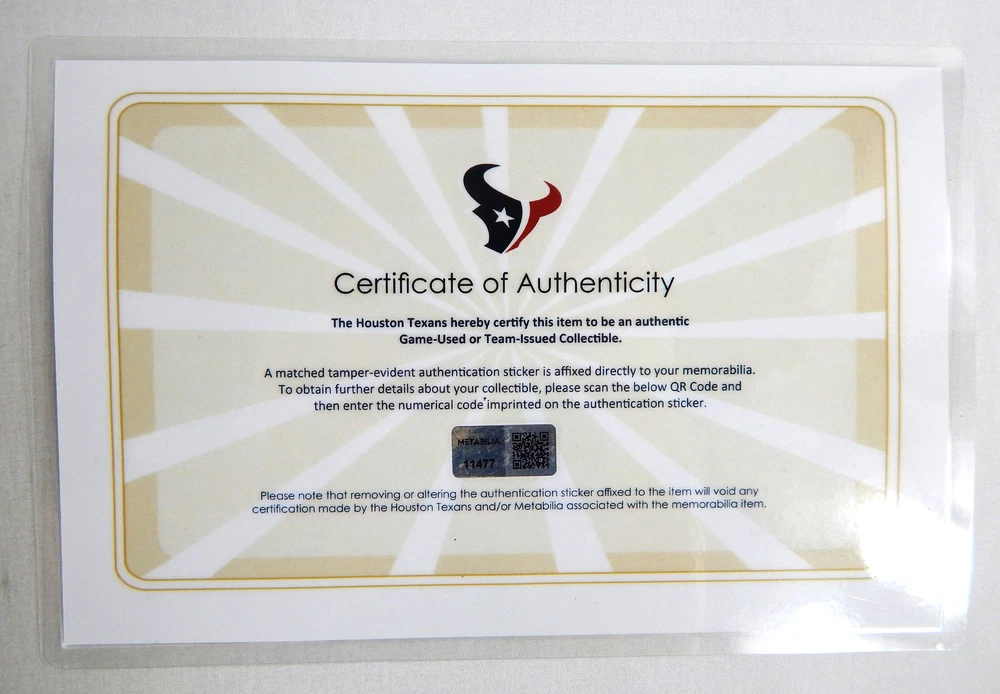 Certificate of Authenticity
The Houston Texans hereby certify this item to be an authentic
Game-Used or Team-Issued Collectible.
A matched tamper-evident authentication sticker is affixed directly to your memorabilia.
To obtain further details about your collectible, please scan the below QR Code and
then enter the numerical code imprinted on the authentication sticker.
METABILIA
11477
Please note that removing or altering the authentication sticker affixed to the item will void any
certification made by the Houston Texans and/or Metabilia associated with the memorabilia item.